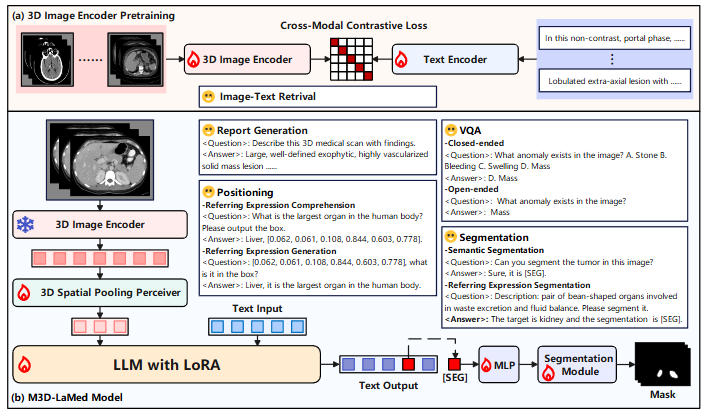 (a) 3D Image Encoder Pretraining
Cross-Modal Contrastive Loss
3D Image Encoder
Text Encoder
In this non-contrast, portal phase, ......
Lobulated extra-axial lesion with ......
Image-Text Retrival
Report Generation
<Question>: Describe this 3D medical scan with findings.
<Answer>: Large, well-defined exophytic, highly vascularized
solid mass lesion ......
Positioning
-Referring Expression Comprehension
<Question>: What is the largest organ in the human body?
Please output the box.
<Answer>: Liver, [0.062, 0.061, 0.108, 0.844, 0.603, 0.778].
-Referring Expression Generation
<Question>: [0.062, 0.061, 0.108, 0.844, 0.603, 0.778], what
is it in the box?
<Answer>: Liver, it is the largest organ in the human body.
VQA
-Closed-ended
<Question>: What anomaly exists in the image? A. Stone B.
Bleeding C. Swelling D. Mass
<Answer>: D. Mass
-Open-ended
<Question>: What anomaly exists in the image?
<Answer>: Mass
Segmentation
-Semantic Segmentation
<Question>: Can you segment the tumor in this image?
<Answer>: Sure, it is [SEG].
-Referring Expression Segmentation
<Question>: Description: pair of bean-shaped organs involved
in waste excretion and fluid balance. Please segment it.
<Answer>: The target is kidney and the segmentation is [SEG].
3D Image Encoder
3D Spatial Pooling Perceiver
Text Input
LLM with LoRA
Text Output
[SEG]
MLP
Segmentation
Module
Mask
(b) M3D-LaMed Model